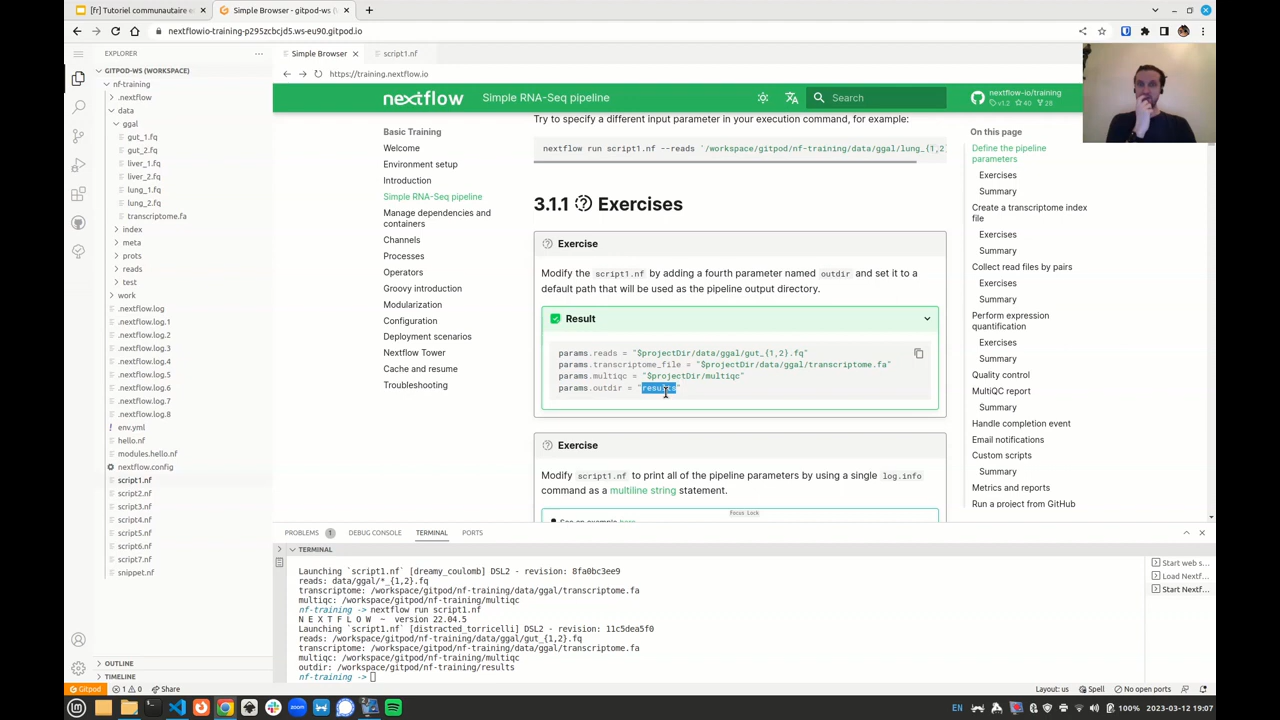 [fr] Tutoriel communautaire e
Simple Browser - gitpod-ws (
nextflowio-training-p295zcbcjd5.ws-eu90.gitpod.io
EXPLORER
GITPOD-WS (WORKSPACE)
nf-training
.nextflow
data
ggal
gut_1.fq
gut_2.fq
liver_1.fq
liver_2.fq
lung_1.fq
lung_2.fq
transcriptome.fa
index
meta
prots
reads
test
work
.nextflow.log
.nextflow.log.1
.nextflow.log.2
.nextflow.log.3
.nextflow.log.4
.nextflow.log.5
.nextflow.log.6
.nextflow.log.7
.nextflow.log.8
env.yml
hello.nf
modules.hello.nf
nextflow.config
script1.nf
script2.nf
script3.nf
script4.nf
script5.nf
script6.nf
script7.nf
snippet.nf
OUTLINE
TIMELINE
Simple Browser
script1.nf
https://training.nextflow.io
nextflow
Simple RNA-Seq pipeline
Search
nextflow-io/training
v1.2 40 28
Basic Training
Welcome
Environment setup
Introduction
Simple RNA-Seq pipeline
Manage dependencies and
containers
Channels
Processes
Operators
Groovy introduction
Modularization
Configuration
Deployment scenarios
Nextflow Tower
Cache and resume
Troubleshooting
Try to specify a different input parameter in your execution command, for example:
nextflow run script1.nf --reads '/workspace/gitpod/nf-training/data/ggal/lung_{1,2}
3.1.1 Exercises
Exercise
Modify the script1.nf by adding a fourth parameter named outdir and set it to a
default path that will be used as the pipeline output directory.
Result
params.reads = "$projectDir/data/ggal/gut_{1,2}.fq"
params.transcriptome_file = "$projectDir/data/ggal/transcriptome.fa"
params.multiqc = "$projectDir/multiqc"
params.outdir = "results"
Exercise
Modify script1.nf to print all of the pipeline parameters by using a single log.info
command as a multiline string statement.
Focus Lock
See an example here
On this page
Define the pipeline
parameters
Exercises
Summary
Create a transcriptome index
file
Exercises
Summary
Collect read files by pairs
Exercises
Summary
Perform expression
quantification
Exercises
Summary
Quality control
MultiQC report
Summary
Handle completion event
Email notifications
Custom scripts
Summary
Metrics and reports
Run a project from GitHub
PROBLEMS 1 DEBUG CONSOLE TERMINAL PORTS
TERMINAL
Launching `script1.nf` [dreamy_coulomb] DSL2 - revision: 8fa0bc3ee9
reads: data/ggal/*_{1,2}.fq
transcriptome: /workspace/gitpod/nf-training/data/ggal/transcriptome.fa
multiqc: /workspace/gitpod/nf-training/multiqc
nf-training -> nextflow run script1.nf
N E X T F L O W ~ version 22.04.5
Launching `script1.nf` [distracted_torricelli] DSL2 - revision: 11c5dea5f0
reads: /workspace/gitpod/nf-training/data/ggal/gut_{1,2}.fq
transcriptome: /workspace/gitpod/nf-training/data/ggal/transcriptome.fa
multiqc: /workspace/gitpod/nf-training/multiqc
outdir: /workspace/gitpod/nf-training/results
nf-training ->
Start web s...
Load Nextf...
Start Nextf...
Gitpod 1 0 Share
Layout: us Spell No open ports
EN 100% 2023-03-12 19:07